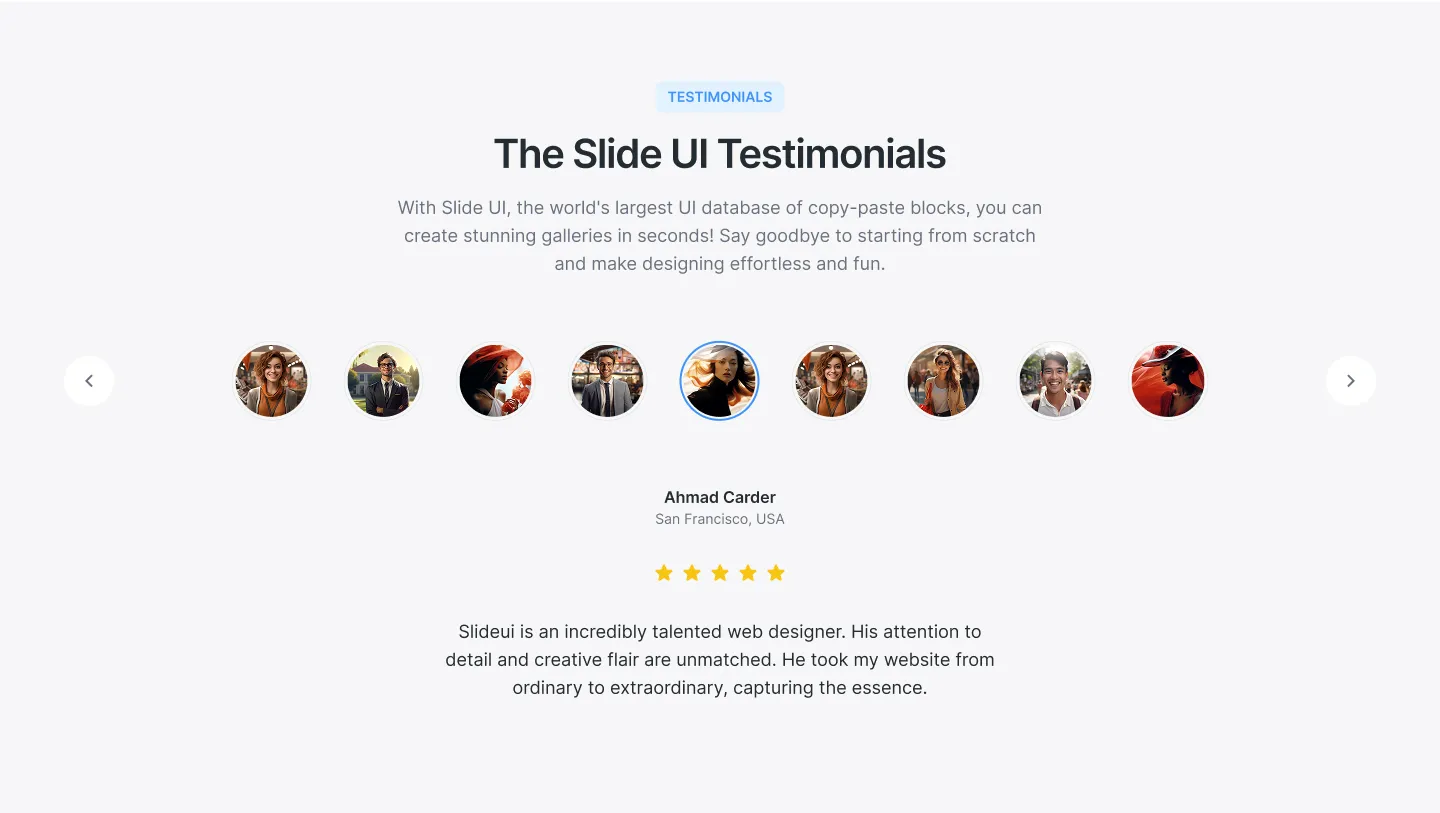 TESTIMONIALS
The Slide UI Testimonials
With Slide UI, the world's largest UI database of copy-paste blocks, you can
create stunning galleries in seconds! Say goodbye to starting from scratch
and make designing effortless and fun.
Ahmad Carder
San Francisco, USA
Slideui is an incredibly talented web designer. His attention to
detail and creative flair are unmatched. He took my website from
ordinary to extraordinary, capturing the essence.